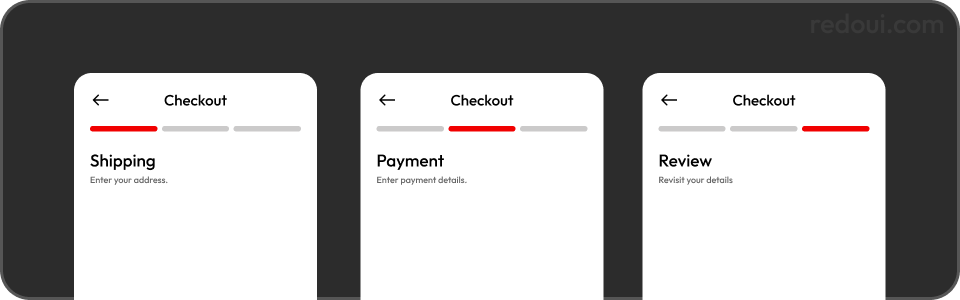 redoui.com
Checkout
Shipping
Enter your address.
Checkout
Payment
Enter payment details.
Checkout
Review
Revisit your details